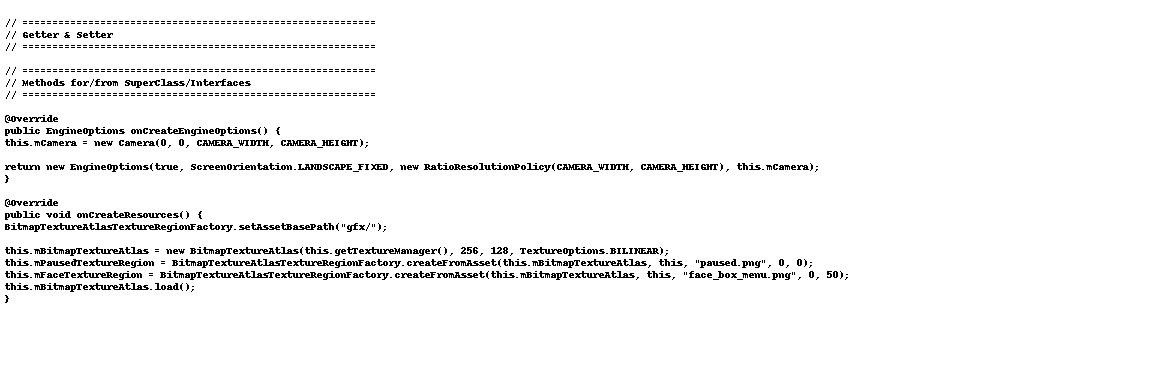 // ===========================================================
// Getter & Setter
// ===========================================================
// ===========================================================
// Methods for/from SuperClass/Interfaces
// ===========================================================
@Override
public EngineOptions onCreateEngineOptions() {
this.mCamera = new Camera(0, 0, CAMERA_WIDTH, CAMERA_HEIGHT);
return new EngineOptions(true, ScreenOrientation.LANDSCAPE_FIXED, new RatioResolutionPolicy(CAMERA_WIDTH, CAMERA_HEIGHT), this.mCamera);
}
@Override
public void onCreateResources() {
BitmapTextureAtlasTextureRegionFactory.setAssetBasePath("gfx/");
this.mBitmapTextureAtlas = new BitmapTextureAtlas(this.getTextureManager(), 256, 128, TextureOptions.BILINEAR);
this.mPausedTextureRegion = BitmapTextureAtlasTextureRegionFactory.createFromAsset(this.mBitmapTextureAtlas, this, "paused.png", 0, 0);
this.mFaceTextureRegion = BitmapTextureAtlasTextureRegionFactory.createFromAsset(this.mBitmapTextureAtlas, this, "face_box_menu.png", 0, 50);
this.mBitmapTextureAtlas.load();
}